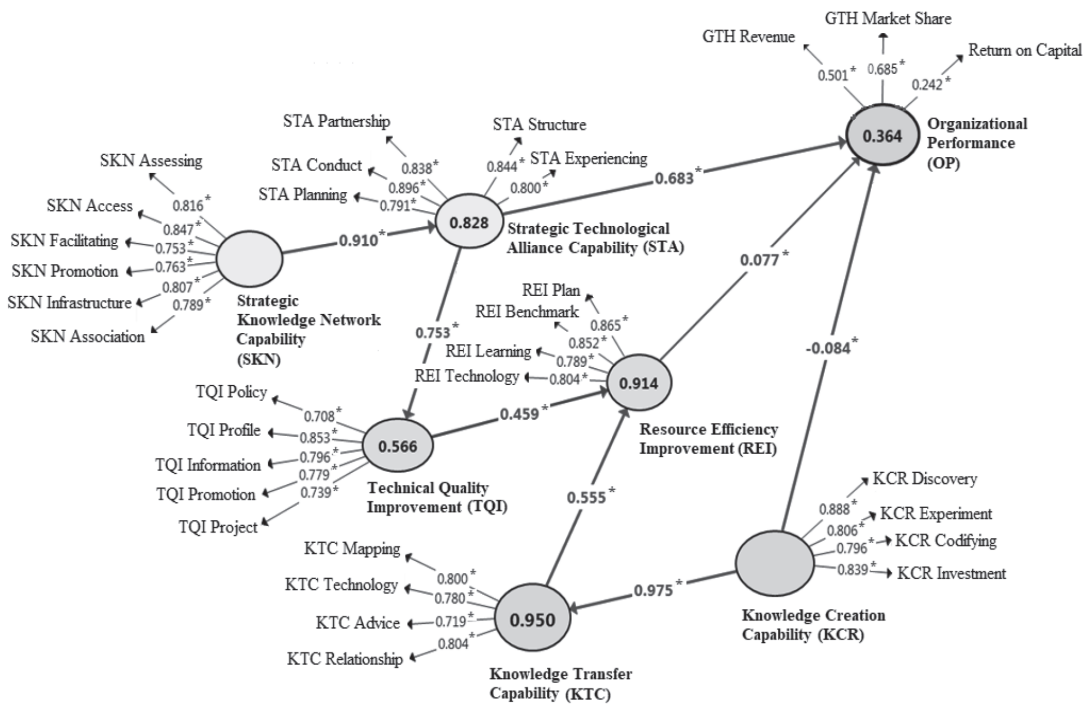 GTH Market Share
GTH Revenue
Return on Capital
0.501*
0.685*
0.242*
0.364
Organizational
Performance
(OP)
STA Partnership
STA Structure
STA Conduct
STA Experiencing
STA Planning
0.838*
0.844*
0.896*
0.800*
0.791*
0.828
Strategic Technological
Alliance Capability (STA)
0.683*
SKN Assessing
SKN Access
SKN Facilitating
SKN Promotion
SKN Infrastructure
SKN Association
0.816*
0.847*
0.753*
0.763*
0.807*
0.789*
0.910*
Strategic
Knowledge Network
Capability
(SKN)
0.753*
0.077*
-0.084*
REI Plan
REI Benchmark
REI Learning
REI Technology
0.865*
0.852*
0.789*
0.804*
0.914
Resource Efficiency
Improvement (REI)
TQI Policy
TQI Profile
TQI Information
TQI Promotion
TQI Project
0.708*
0.853*
0.796*
0.779*
0.739*
0.566
0.459*
Technical Quality
Improvement (TQI)
0.555*
KCR Discovery
KCR Experiment
KCR Codifying
KCR Investment
0.888*
0.806*
0.796*
0.839*
Knowledge Creation
Capability (KCR)
0.975*
KTC Mapping
KTC Technology
KTC Advice
KTC Relationship
0.800*
0.780*
0.719*
0.804*
0.950
Knowledge Transfer
Capability (KTC)